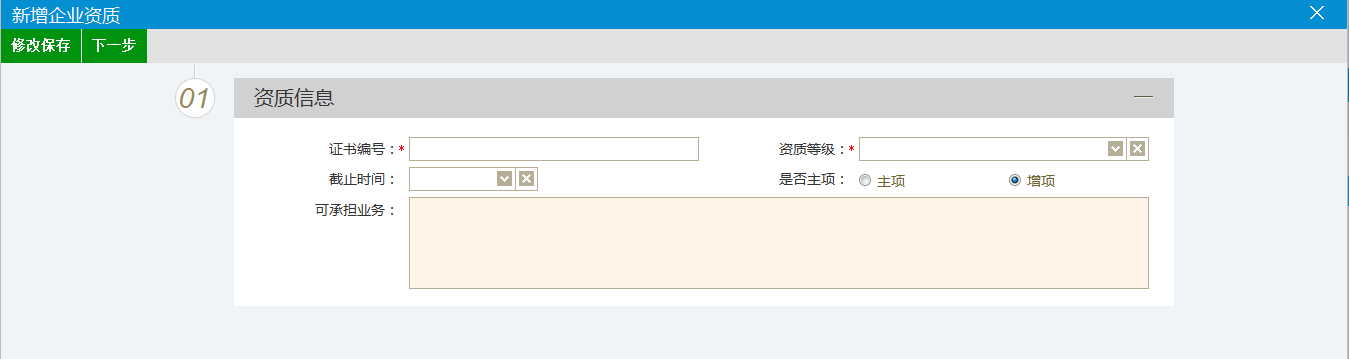 新增企业资质
修改保存 下一步
01 资质信息
证书编号：* 资质等级：*
截止时间： 是否主项： 主项 增项
可承担业务：